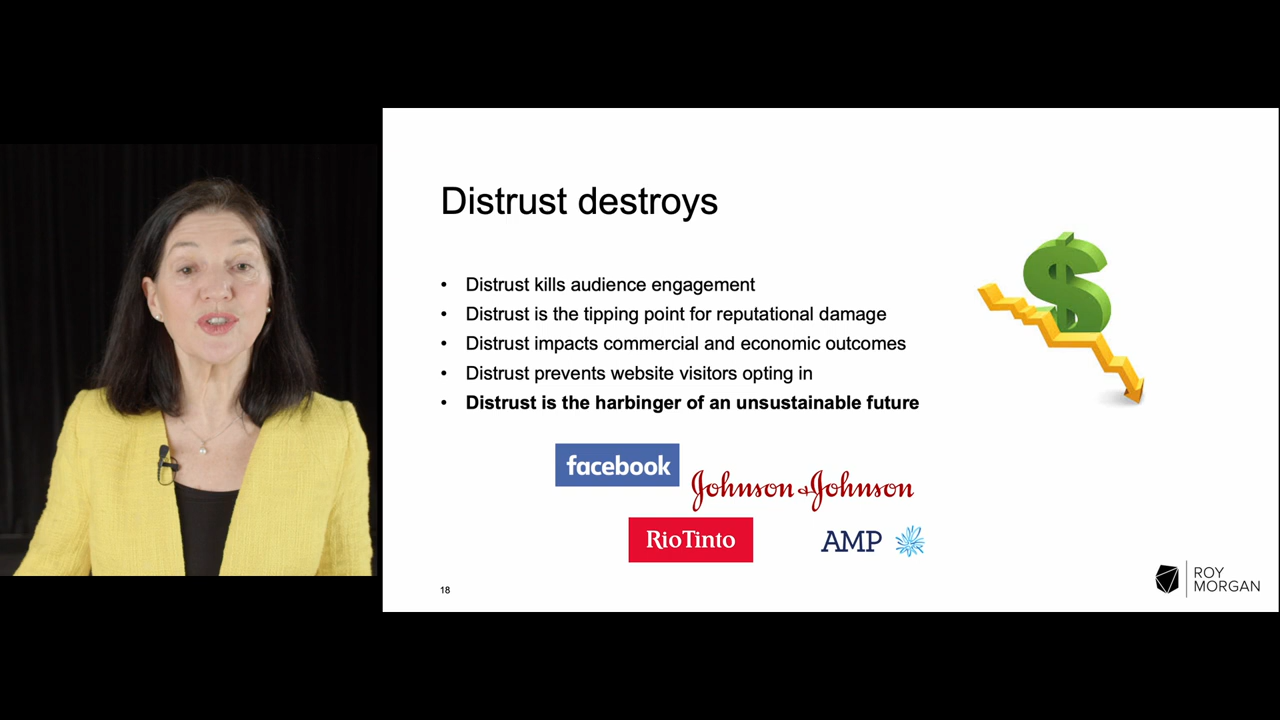 Distrust destroys
• Distrust kills audience engagement
• Distrust is the tipping point for reputational damage
• Distrust impacts commercial and economic outcomes
• Distrust prevents website visitors opting in
• Distrust is the harbinger of an unsustainable future
facebook
Johnson & Johnson
RioTinto
AMP
18
ROY
MORGAN